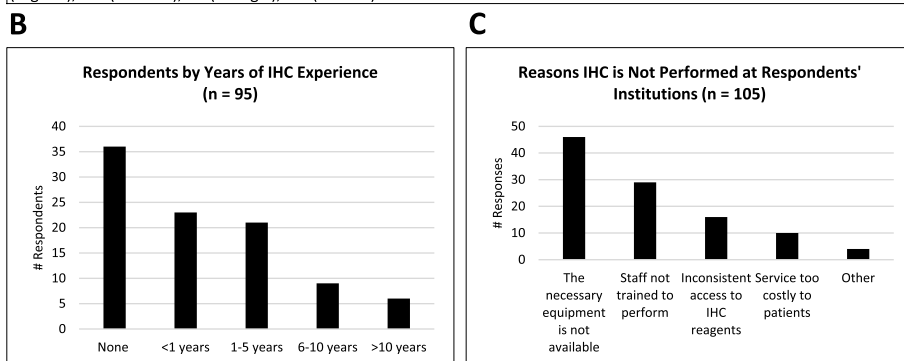 B
C
Respondents by Years of IHC Experience
(n = 95)
# Respondents
40
35
30
25
20
15
10
5
0
None <1 years 1-5 years 6-10 years >10 years
Reasons IHC is Not Performed at Respondents'
Institutions (n = 105)
# Responses
50
40
30
20
10
0
The
necessary
equipment
is not
available
Staff not
trained to
perform
Inconsistent
access to
IHC
reagents
Service too
costly to
patients
Other